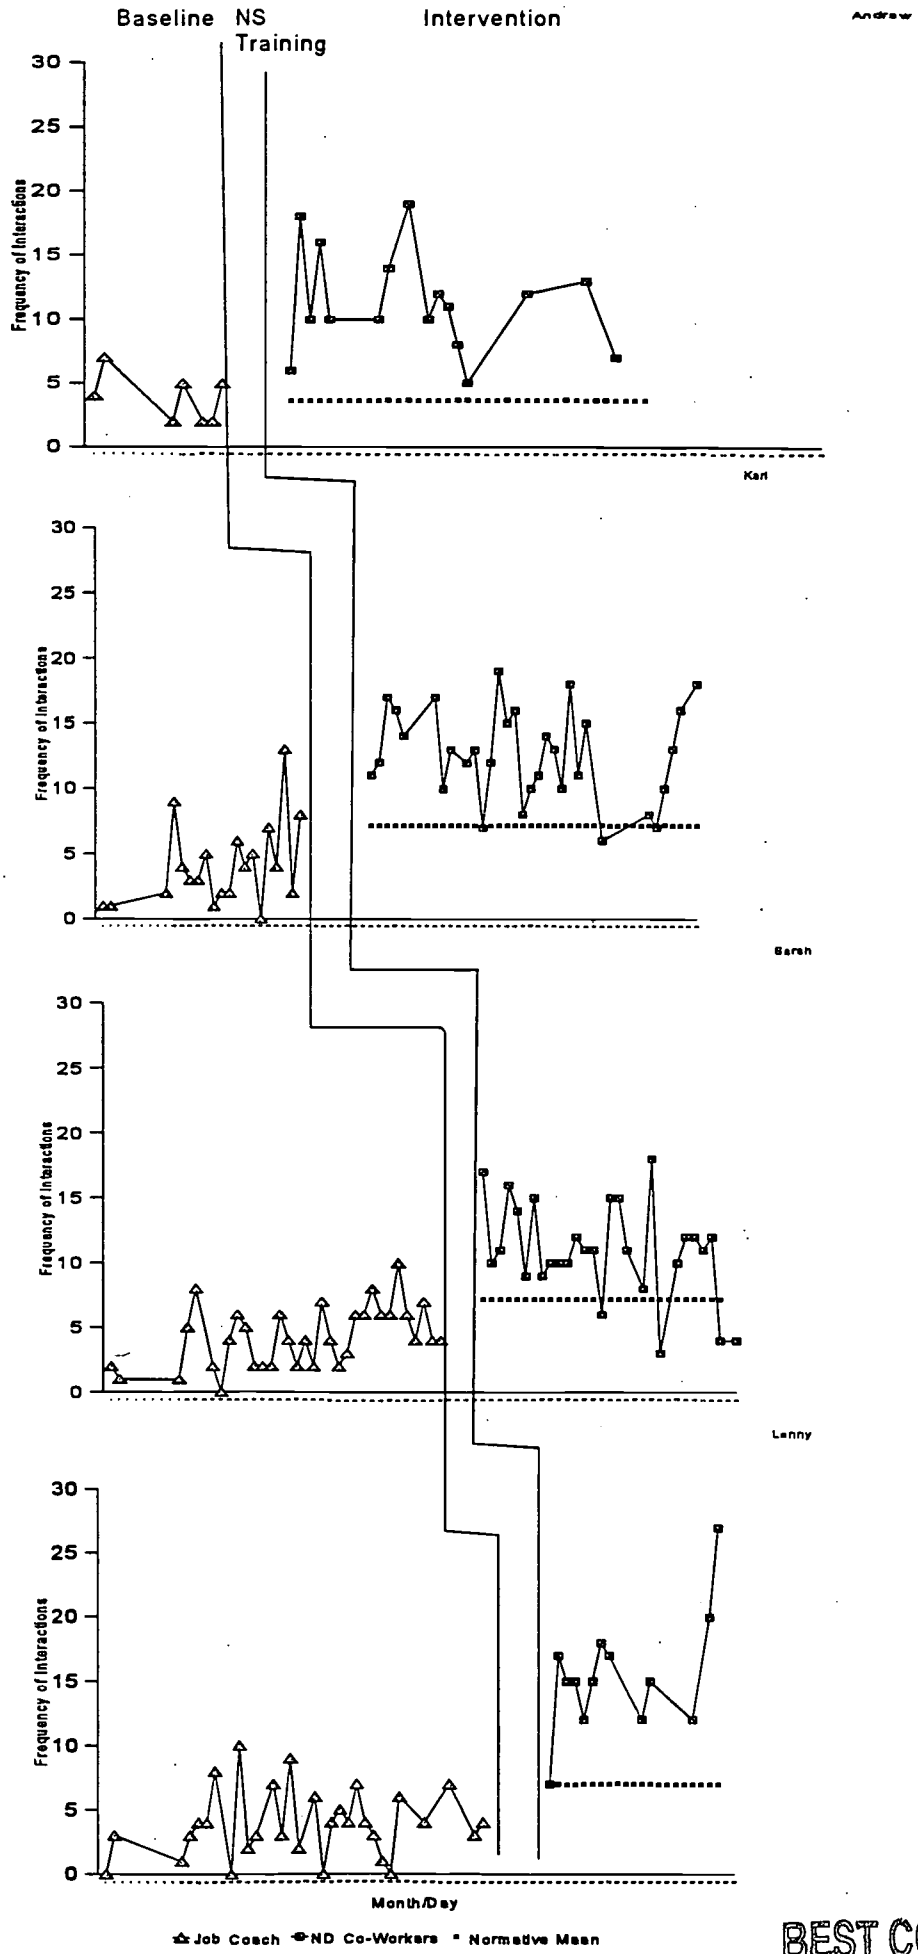 Baseline NS Intervention Andrew
Training
30
25
20
15
10
5
0
Frequency of Interactions
Karl
30
25
20
15
10
5
0
Frequency of Interactions
Sarah
30
25
20
15
10
5
0
Frequency of Interactions
Lenny
30
25
20
15
10
5
0
Frequency of Interactions
Month/Day
Job Coach ND Co-Workers Normative Mean
BEST CO